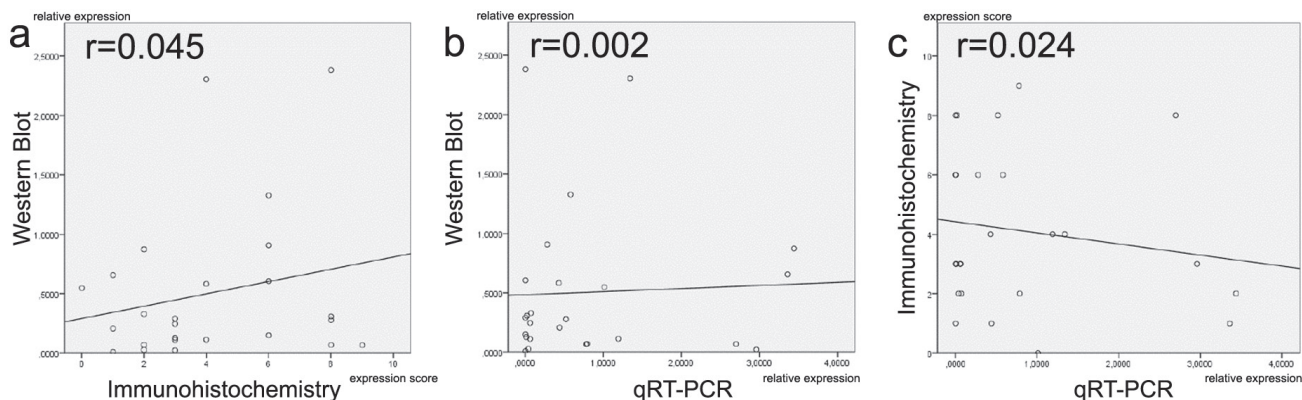 a
relative expression
r=0.045
Western Blot
2,5000
2,0000
1,5000
1,0000
,5000
,0000
0 2 4 6 8 10
Immunohistochemistry
expression score
b
relative expression
r=0.002
Western Blot
2,5000
2,0000
1,5000
1,0000
,5000
,0000
,0000 1,0000 2,0000 3,0000 4,0000
qRT-PCR
relative expression
c
expression score
r=0.024
Immunohistochemistry
10
8
6
4
2
0
,0000 1,0000 2,0000 3,0000 4,0000
qRT-PCR
relative expression